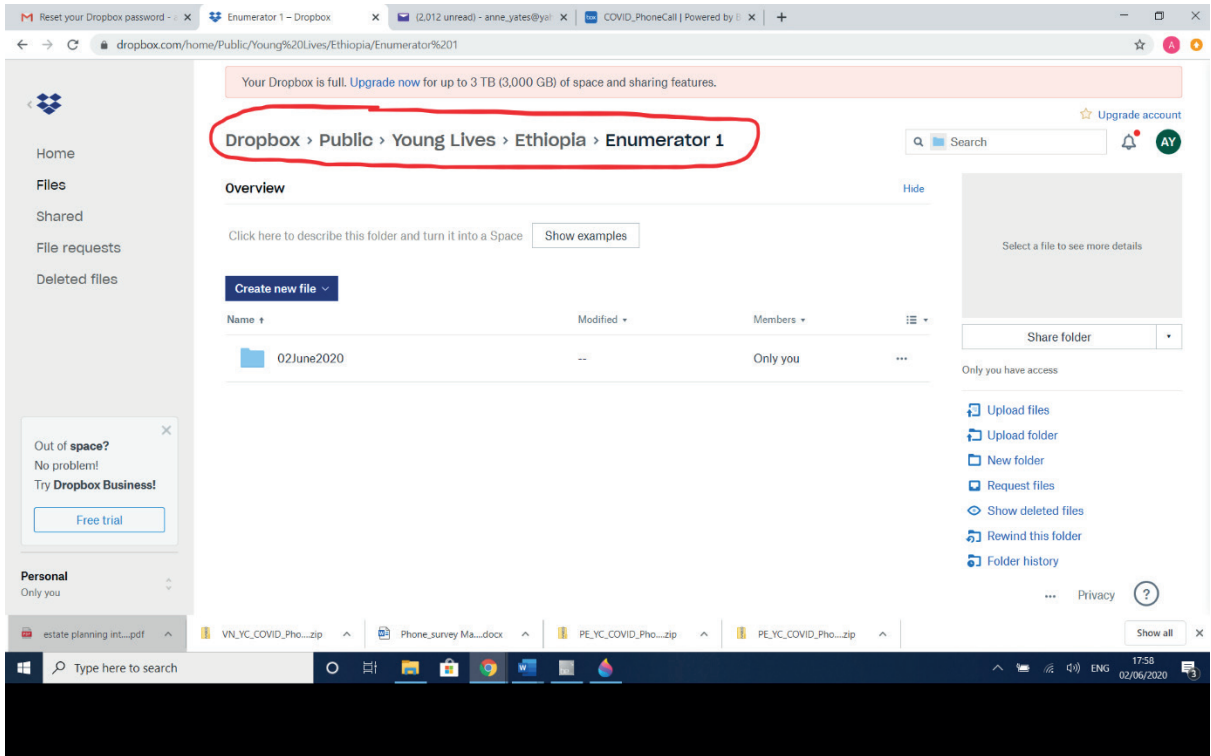 Reset your Dropbox password -
Enumerator 1 – Dropbox
(2,012 unread) - anne_yates@ya
COVID_PhoneCall | Powered by
dropbox.com/home/Public/Young%20Lives/Ethiopia/Enumerator%201
A
Your Dropbox is full. Upgrade now for up to 3 TB (3,000 GB) of space and sharing features.
Upgrade account
Dropbox › Public › Young Lives › Ethiopia › Enumerator 1
Search
AY
Home
Files
Shared
File requests
Deleted files
Overview
Hide
Click here to describe this folder and turn it into a Space
Show examples
Select a file to see more details
Create new file
Name
Modified
Members
02June2020
--
Only you
Share folder
Only you have access
Upload files
Upload folder
New folder
Request files
Show deleted files
Rewind this folder
Folder history
Out of space?
No problem!
Try Dropbox Business!
Free trial
Personal
Only you
Privacy
?
estate planning int....pdf
VN_YC_COVID_Pho....zip
Phone_survey Ma....docx
PE_YC_COVID_Pho....zip
PE_YC_COVID_Pho....zip
Show all
Type here to search
ENG
17:58
02/06/2020
3